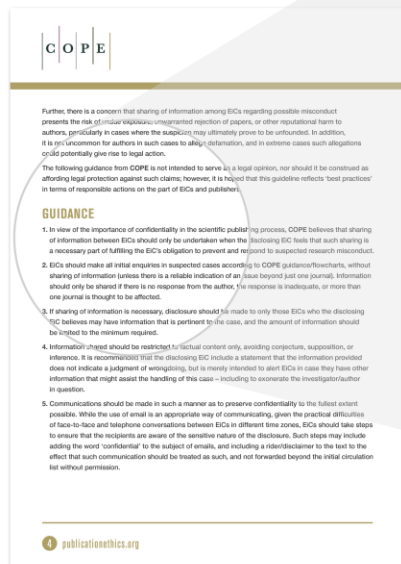 COPE
Further, there is a concern that sharing of information among EiCs regarding possible misconduct
presents the risk of undue exposure, unwarranted rejection of papers, or other reputational harm to
authors, particularly in cases where the suspicion may ultimately prove to be unfounded. In addition,
it is not uncommon for authors in such cases to allege defamation, and in extreme cases such allegations
could potentially give rise to legal action.
The following guidance from COPE is not intended to serve as a legal opinion, nor should it be construed as
affording legal protection against such claims; however, it is hoped that this guideline reflects 'best practices'
in terms of responsible actions on the part of EiCs and publishers.
GUIDANCE
1. In view of the importance of confidentiality in the scientific publishing process, COPE believes that sharing
of information between EiCs should only be undertaken when the disclosing EiC feels that such sharing is
a necessary part of fulfilling the EiC's obligation to prevent and respond to suspected research misconduct.
2. EiCs should make all initial enquiries in suspected cases according to COPE guidance/flowcharts, without
sharing of information (unless there is a reliable indication of an issue beyond just one journal). Information
should only be shared if there is no response from the author, the response is inadequate, or more than
one journal is thought to be affected.
3. If sharing of information is necessary, disclosure should be made to only those EiCs who the disclosing
EiC believes may have information that is pertinent to the case, and the amount of information should
be limited to the minimum required.
4. Information shared should be restricted to factual content only, avoiding conjecture, supposition, or
inference. It is recommended that the disclosing EiC include a statement that the information provided
does not indicate a judgment of wrongdoing, but is merely intended to alert EiCs in case they have other
information that might assist the handling of this case – including to exonerate the investigator/author
in question.
5. Communications should be made in such a manner as to preserve confidentiality to the fullest extent
possible. While the use of email is an appropriate way of communicating, given the practical difficulties
of face-to-face and telephone conversations between EiCs in different time zones, EiCs should take steps
to ensure that the recipients are aware of the sensitive nature of the disclosure. Such steps may include
adding the word 'confidential' to the subject of emails, and including a rider/disclaimer to the text to the
effect that such communication should be treated as such, and not forwarded beyond the initial circulation
list without permission.
4 publicationethics.org